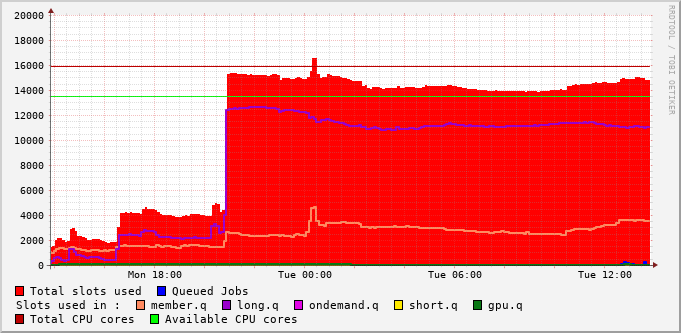 20000
18000
16000
14000
12000
10000
8000
6000
4000
2000
0
Mon 18:00 Tue 00:00 Tue 06:00 Tue 12:00
RRDTOOL / TOBI OETIKER
Total slots used Queued Jobs
Slots used in : member.q long.q ondemand.q short.q gpu.q
Total CPU cores Available CPU cores